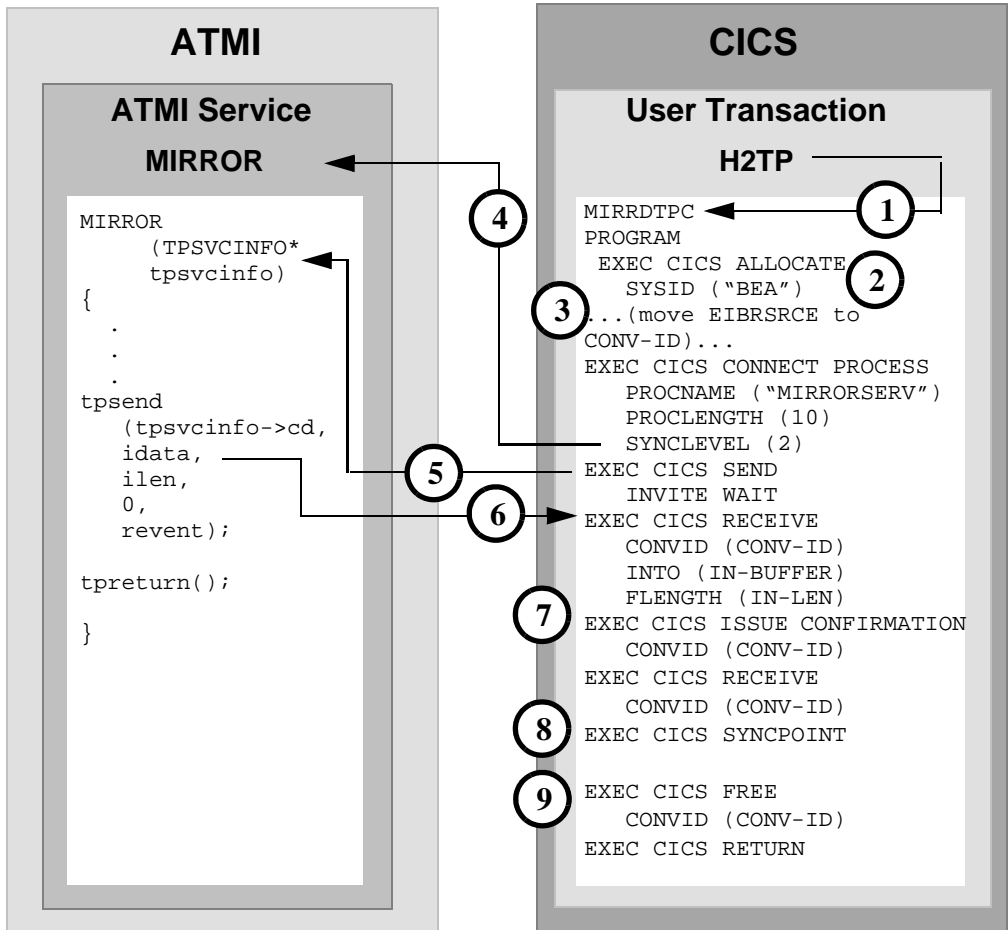 ATMI
ATMI Service
MIRROR
MIRROR
(TPSVCINFO*
tpsvcinfo)
{
.
.
.
tpsend
(tpsvcinfo->cd,
idata,
ilen,
0,
revent);
tpreturn();
}
4
5
6
CICS
User Transaction
H2TP
1
MIRRDTPC
PROGRAM
EXEC CICS ALLOCATE
2
SYSID (“BEA”)
3
...(move EIBRSRCE to
CONV-ID)...
EXEC CICS CONNECT PROCESS
PROCNAME (“MIRRORSERV”)
PROCLENGTH (10)
SYNCLEVEL (2)
EXEC CICS SEND
INVITE WAIT
EXEC CICS RECEIVE
CONVID (CONV-ID)
INTO (IN-BUFFER)
FLENGTH (IN-LEN)
7
EXEC CICS ISSUE CONFIRMATION
CONVID (CONV-ID)
EXEC CICS RECEIVE
CONVID (CONV-ID)
8
EXEC CICS SYNCPOINT
9
EXEC CICS FREE
CONVID (CONV-ID)
EXEC CICS RETURN